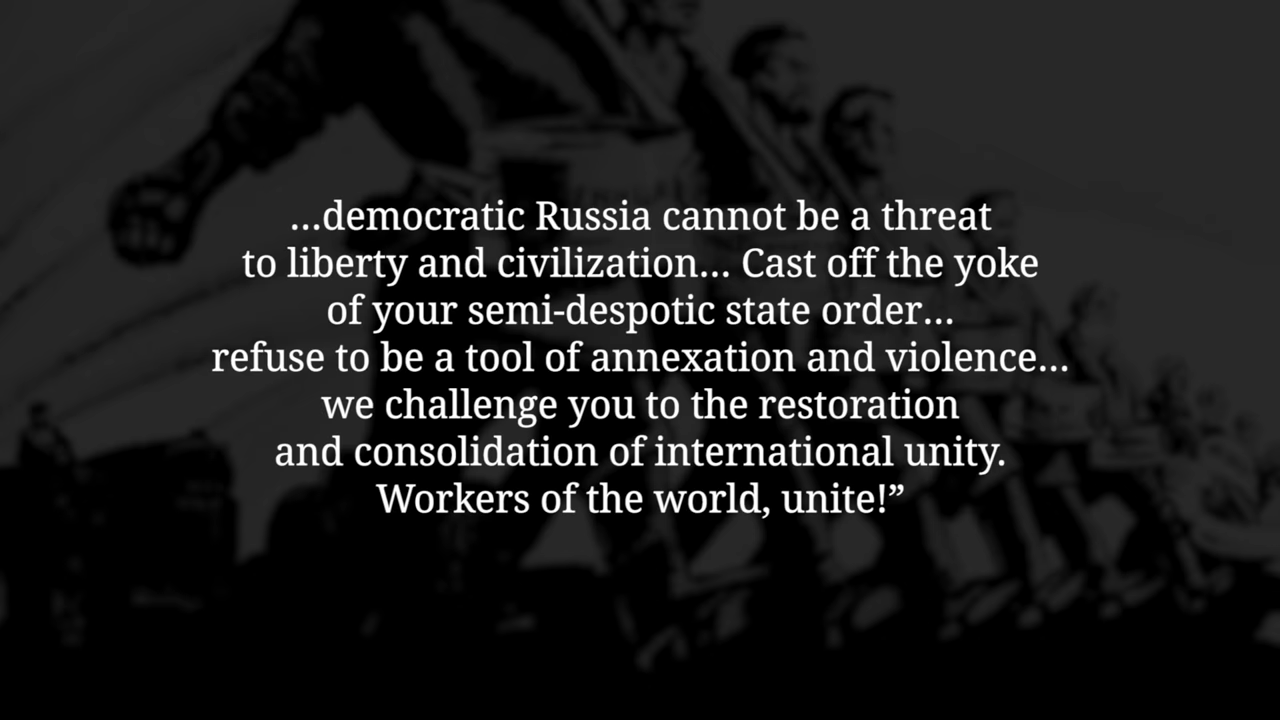 ...democratic Russia cannot be a threat
to liberty and civilization... Cast off the yoke
of your semi-despotic state order...
refuse to be a tool of annexation and violence...
we challenge you to the restoration
and consolidation of international unity.
Workers of the world, unite!”